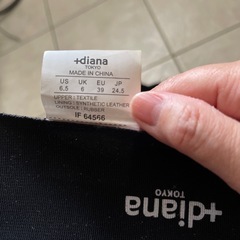 +diana
TOKYO
MADE IN CHINA
US UK EU JP
6.5 6 39 24.5
UPPER : TEXTILE
LINING : SYNTHETIC LEATHER
OUTSOLE : RUBBER
IF 64566
+diana
TOKYO